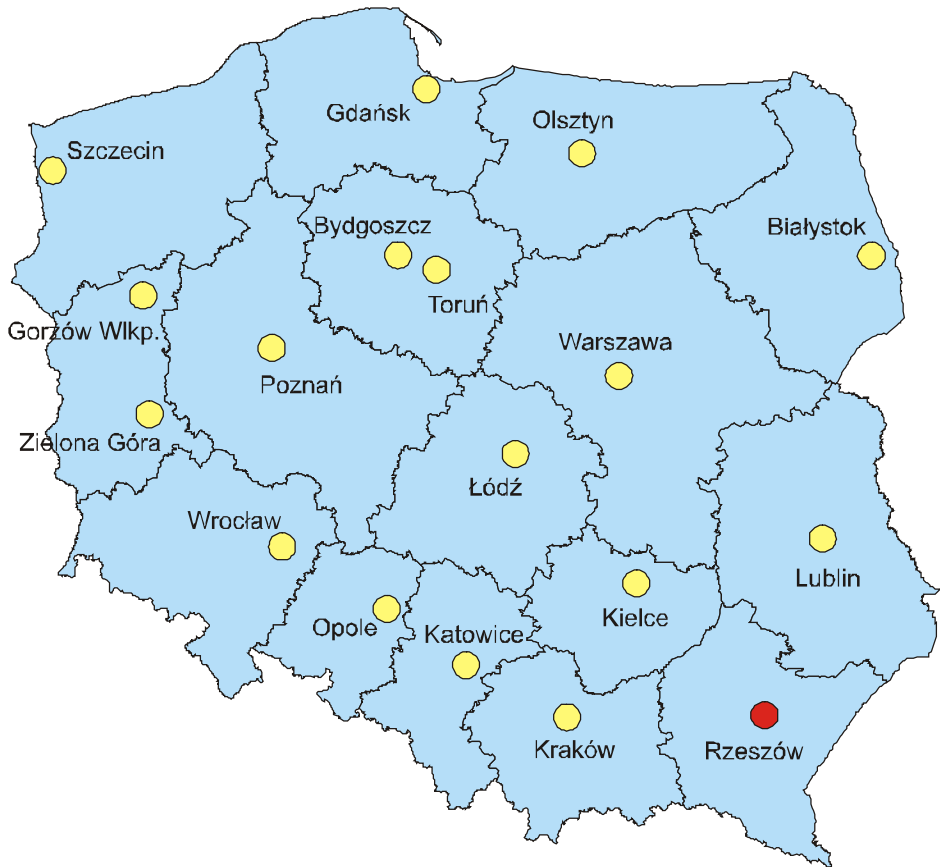 Gdańsk
Olsztyn
Szczecin
Bydgoszcz
Białystok
Toruń
Gorzów Wlkp.
Warszawa
Poznań
Zielona Góra
Łódź
Wrocław
Lublin
Kielce
Opole
Katowice
Kraków
Rzeszów